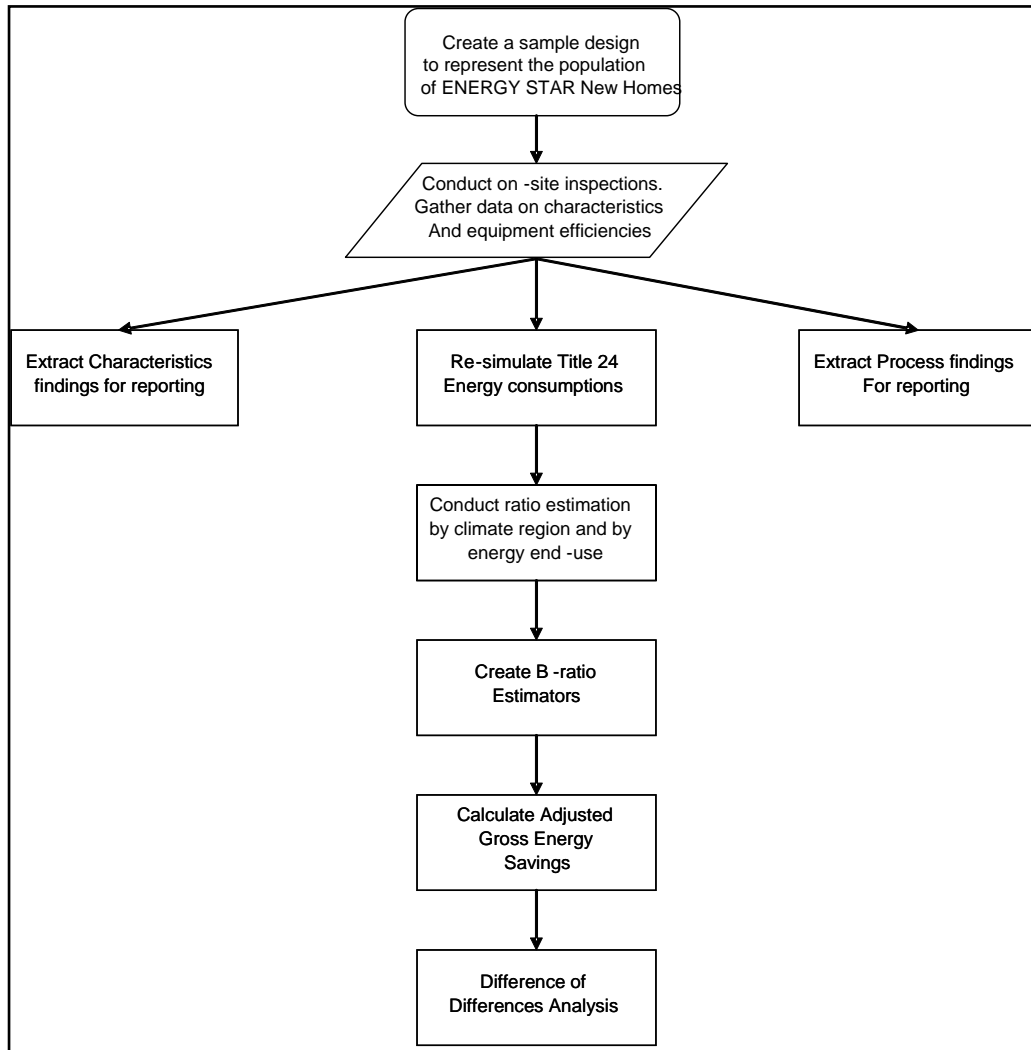 Create a sample design
to represent the population
of ENERGY STAR New Homes
Conduct on -site inspections.
Gather data on characteristics
And equipment efficiencies
Extract Characteristics
findings for reporting
Re-simulate Title 24
Energy consumptions
Extract Process findings
For reporting
Conduct ratio estimation
by climate region and by
energy end -use
Create B -ratio
Estimators
Calculate Adjusted
Gross Energy
Savings
Difference of
Differences Analysis